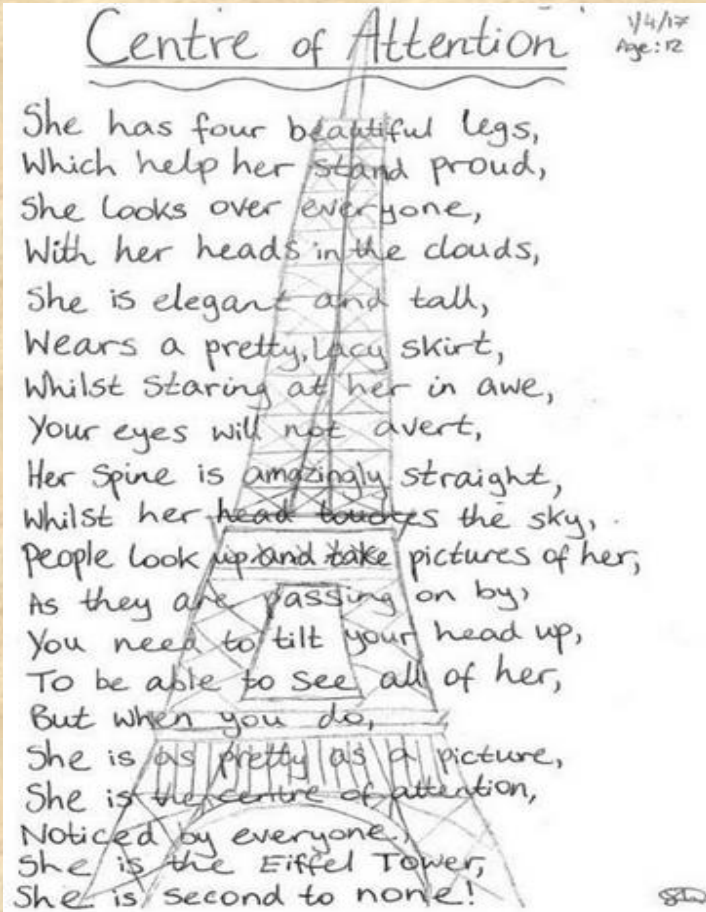 Centre of Attention
1/4/17
Age: 12
She has four beautiful legs,
Which help her stand proud,
She looks over everyone,
With her heads in the clouds,
She is elegant and tall,
Wears a pretty, lacy skirt,
Whilst staring at her in awe,
Your eyes will not avert,
Her spine is amazingly straight,
Whilst her head touches the sky,
People look up and take pictures of her,
As they are passing on by,
You need to tilt your head up,
To be able to see all of her,
But when you do,
She is as pretty as a picture,
She is the centre of attention,
Noticed by everyone.,
She is the Eiffel Tower,
She is second to none!